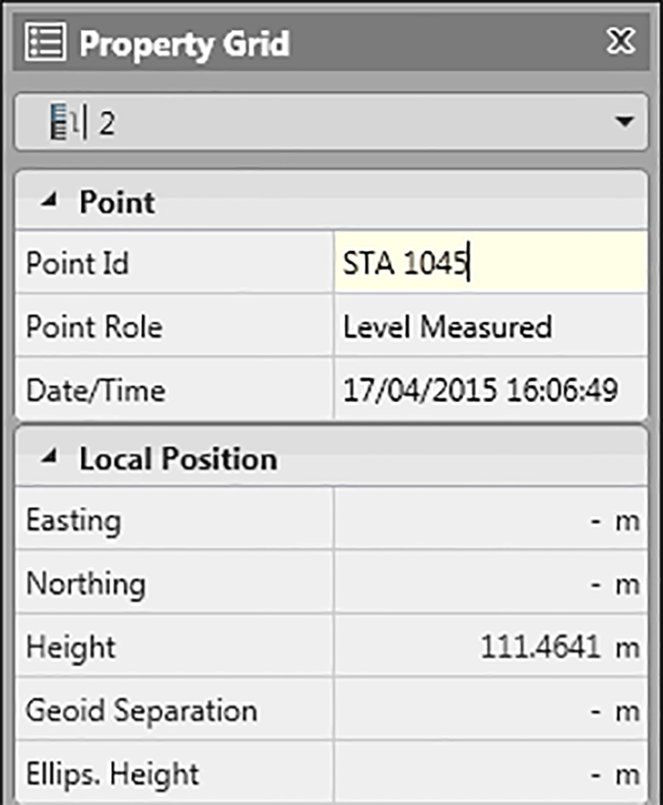 Property Grid
2
Point
Point Id STA 1045
Point Role Level Measured
Date/Time 17/04/2015 16:06:49
Local Position
Easting - m
Northing - m
Height 111.4641 m
Geoid Separation - m
Ellips. Height - m